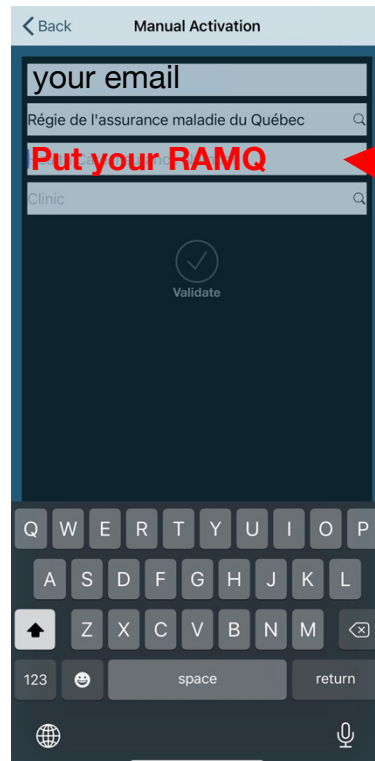 Back Manual Activation
your email
Régie de l'assurance maladie du Québec
Put your RAMQ
Clinic
Validate
Q W E R T Y U I O P
A S D F G H J K L
Z X C V B N M
123 space return